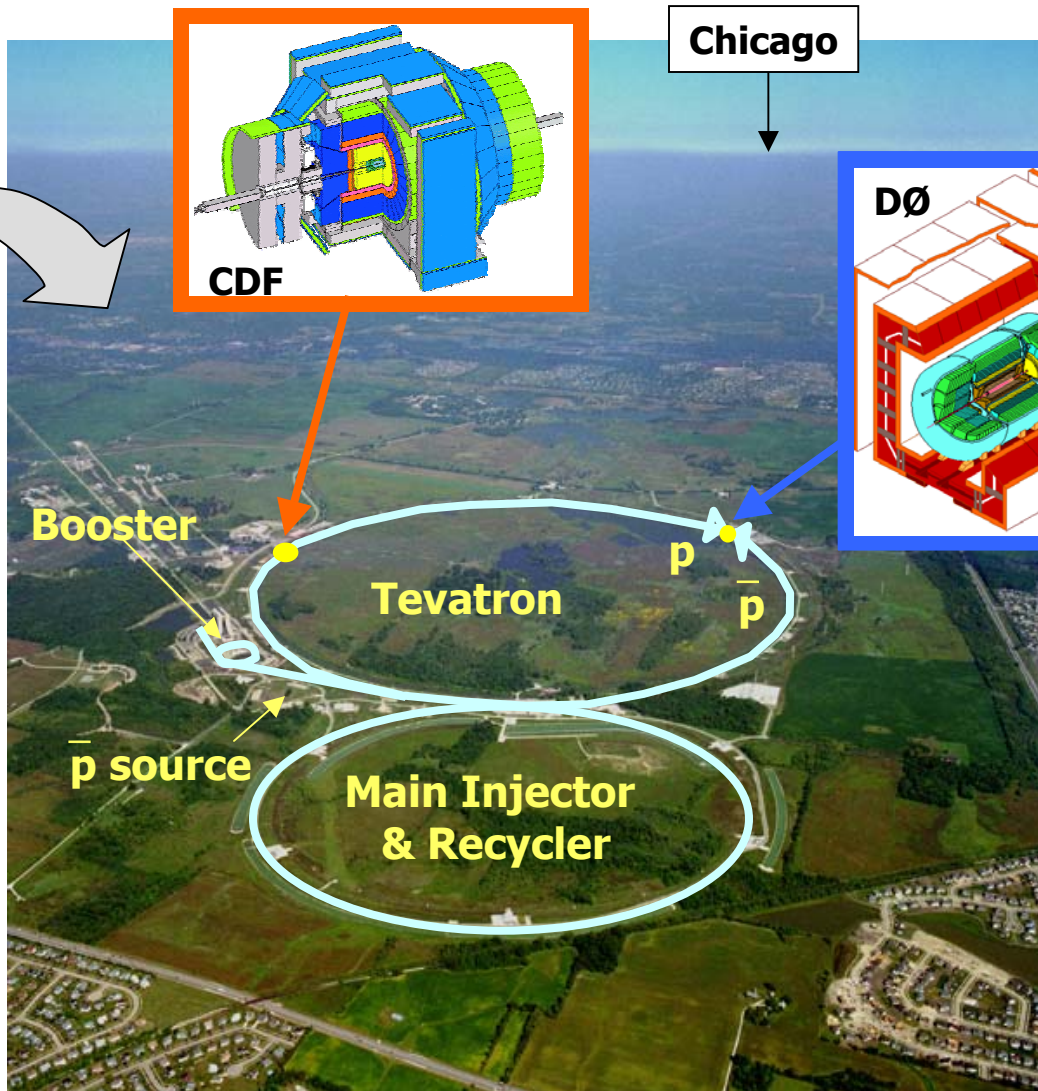 Chicago
CDF
DØ
Booster
p
p̅
Tevatron
p̅ source
Main Injector
& Recycler